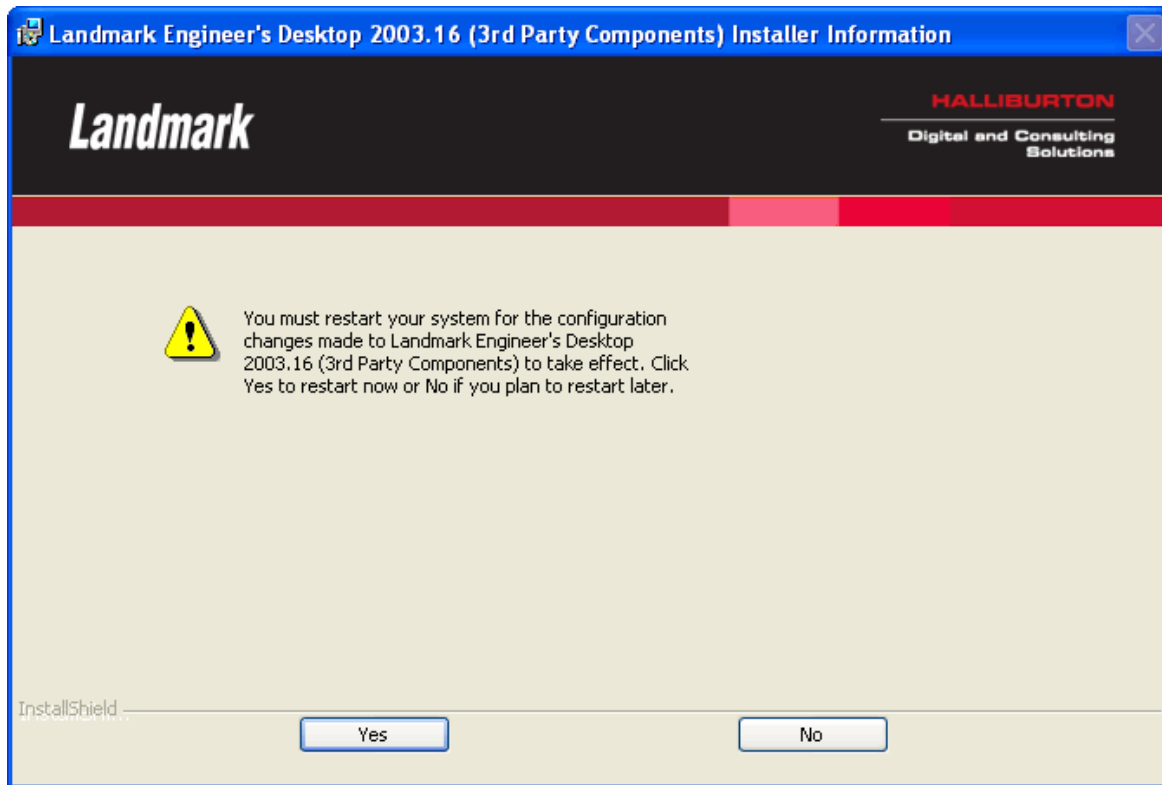 Landmark Engineer's Desktop 2003.16 (3rd Party Components) Installer Information
Landmark
HALLIBURTON
Digital and Consulting
Solutions
You must restart your system for the configuration
changes made to Landmark Engineer's Desktop
2003.16 (3rd Party Components) to take effect. Click
Yes to restart now or No if you plan to restart later.
InstallShield
Yes
No